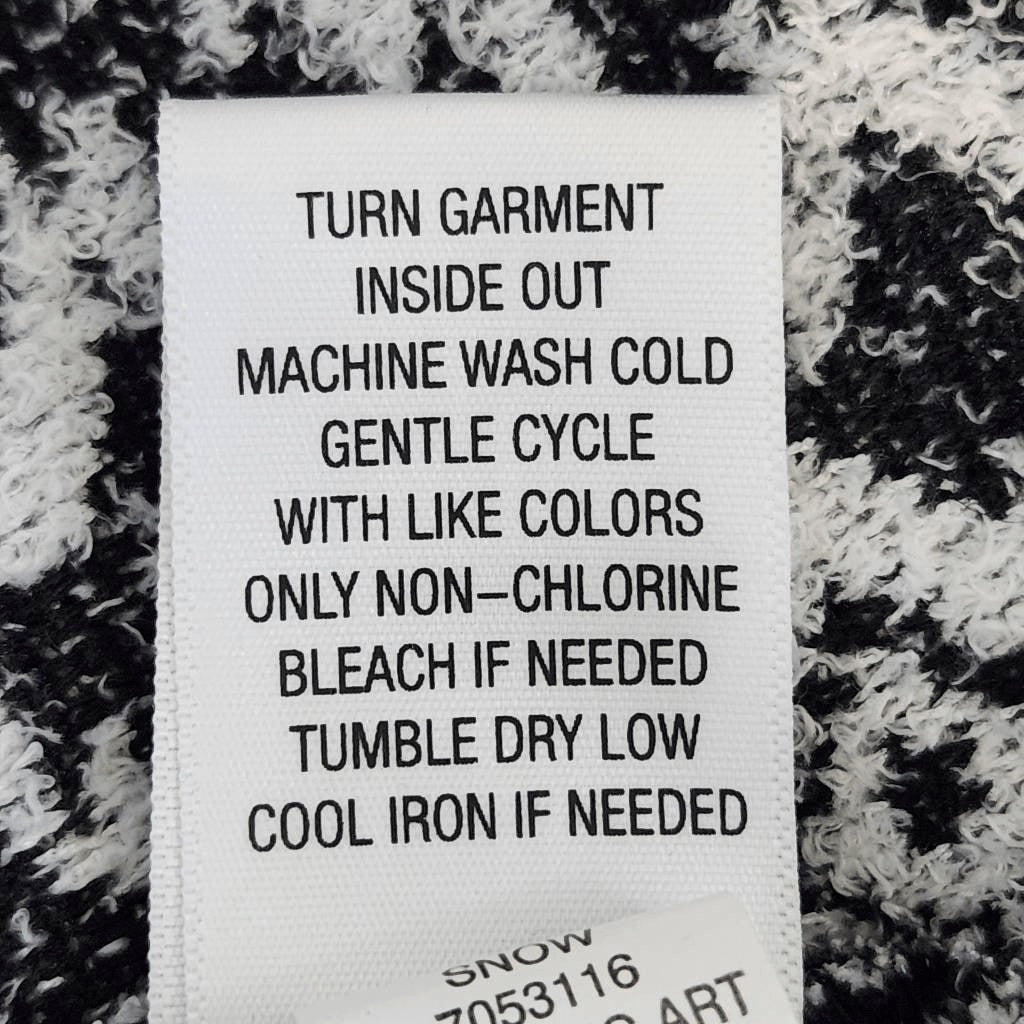 TURN GARMENT
INSIDE OUT
MACHINE WASH COLD
GENTLE CYCLE
WITH LIKE COLORS
ONLY NON–CHLORINE
BLEACH IF NEEDED
TUMBLE DRY LOW
COOL IRON IF NEEDED
SNOW
7053116
ART